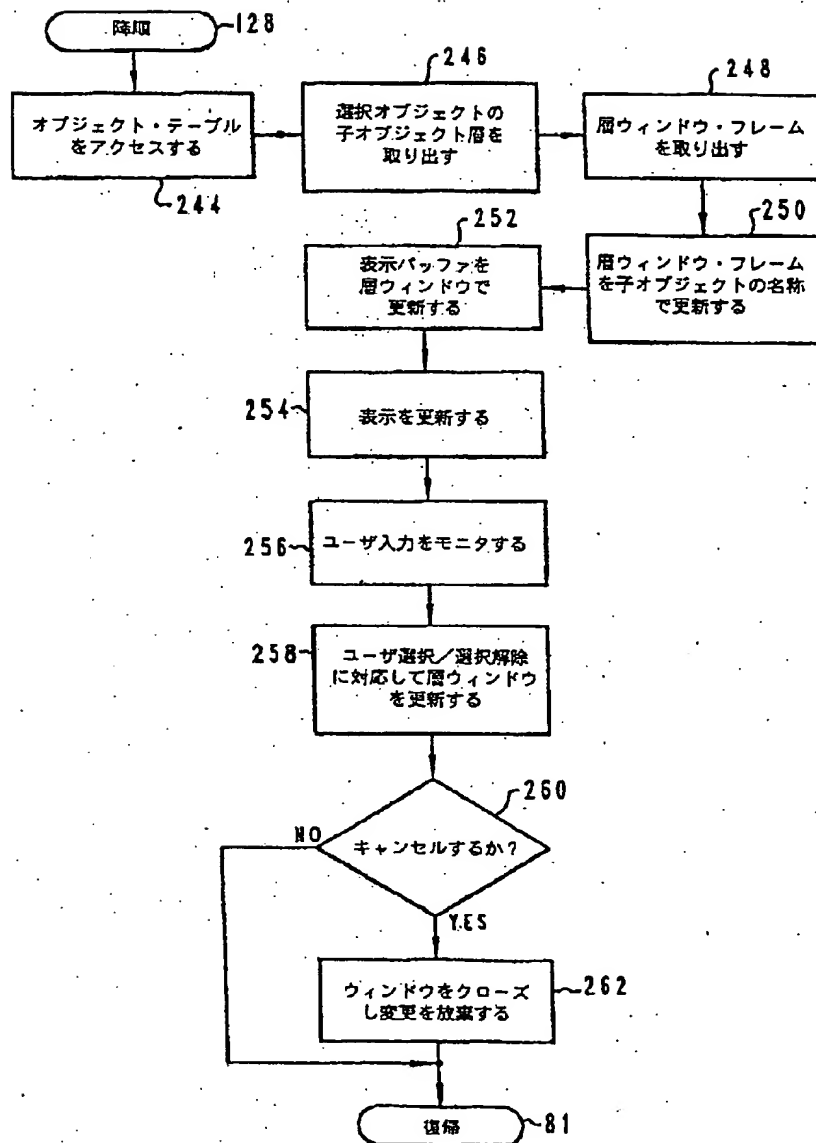 降順
128
オブジェクト・テーブル
をアクセスする
244
246
選択オブジェクトの
子オブジェクト層を
取り出す
248
層ウィンドウ・フレーム
を取り出す
250
層ウィンドウ・フレーム
を子オブジェクトの名称
で更新する
252
表示バッファを
層ウィンドウで
更新する
254
表示を更新する
256
ユーザ入力をモニタする
258
ユーザ選択/選択解除
に対応して層ウィンドウ
を更新する
260
キャンセルするか?
NO
YES
ウィンドウをクローズ
し変更を放棄する
262
復帰
81